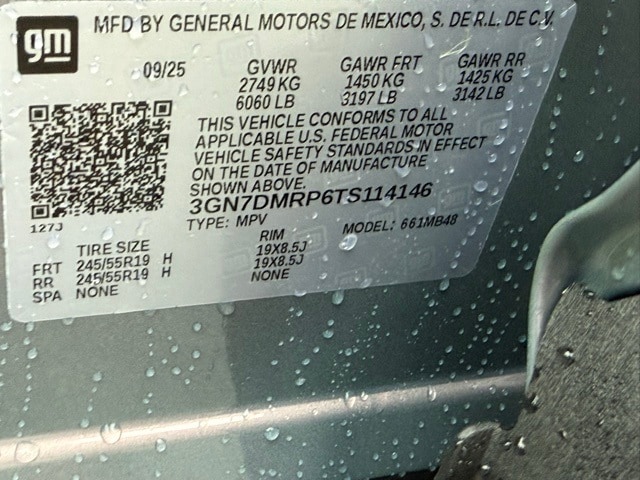 gm MFD BY GENERAL MOTORS DE MEXICO, S. DE R.L. DE C.V.
09/25 GVWR GAWR FRT GAWR RR
2749 KG 1450 KG 1425 KG
6060 LB 3197 LB 3142 LB
THIS VEHICLE CONFORMS TO ALL
APPLICABLE U.S. FEDERAL MOTOR
VEHICLE SAFETY STANDARDS IN EFFECT
ON THE DATE OF MANUFACTURE
SHOWN ABOVE.
3GN7DMRP6TS114146
127J TYPE: MPV MODEL: 661MB48
TIRE SIZE RIM
FRT 245/55R19 H 19X8.5J
RR 245/55R19 H 19X8.5J
SPA NONE NONE